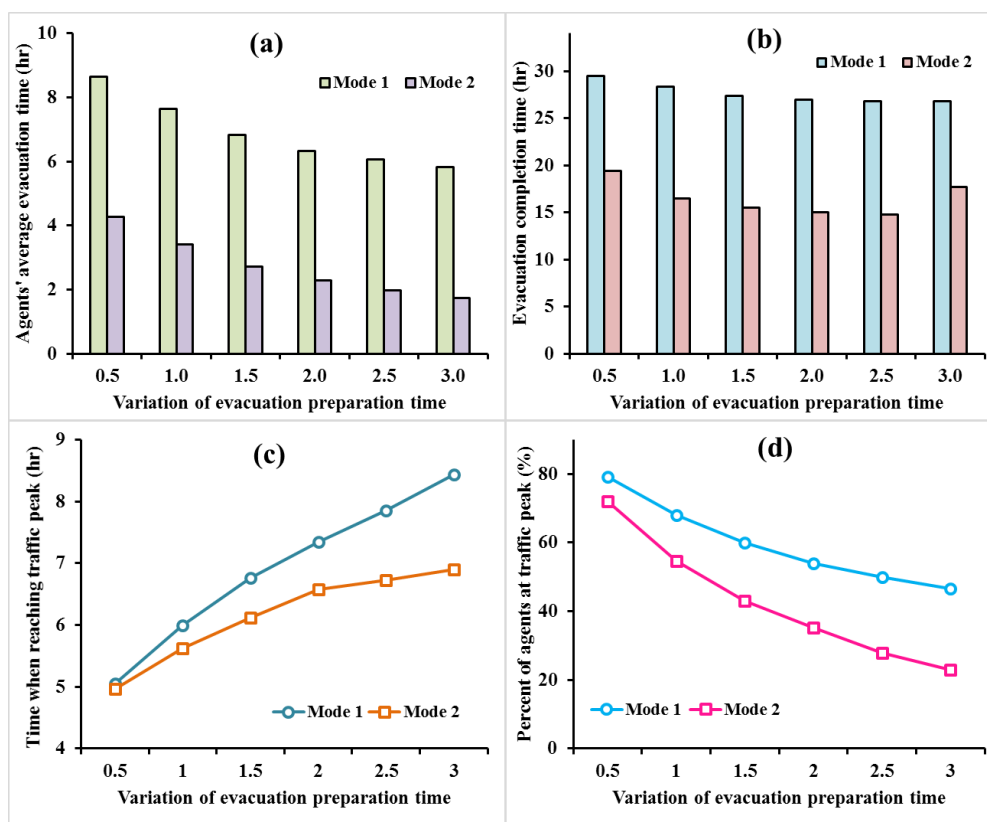 (a)
Agents' average evacuation time (hr)
10
8
6
4
2
0
Mode 1 Mode 2
0.5 1.0 1.5 2.0 2.5 3.0
Variation of evacuation preparation time
(b)
Evacuation completion time (hr)
30
25
20
15
10
5
0
Mode 1 Mode 2
0.5 1.0 1.5 2.0 2.5 3.0
Variation of evacuation preparation time
(c)
Time when reaching traffic peak (hr)
9
8
7
6
5
4
Mode 1 Mode 2
0.5 1 1.5 2 2.5 3
Variation of evacuation preparation time
(d)
Percent of agents at traffic peak (%)
80
60
40
20
0
Mode 1 Mode 2
0.5 1 1.5 2 2.5 3
Variation of evacuation preparation time